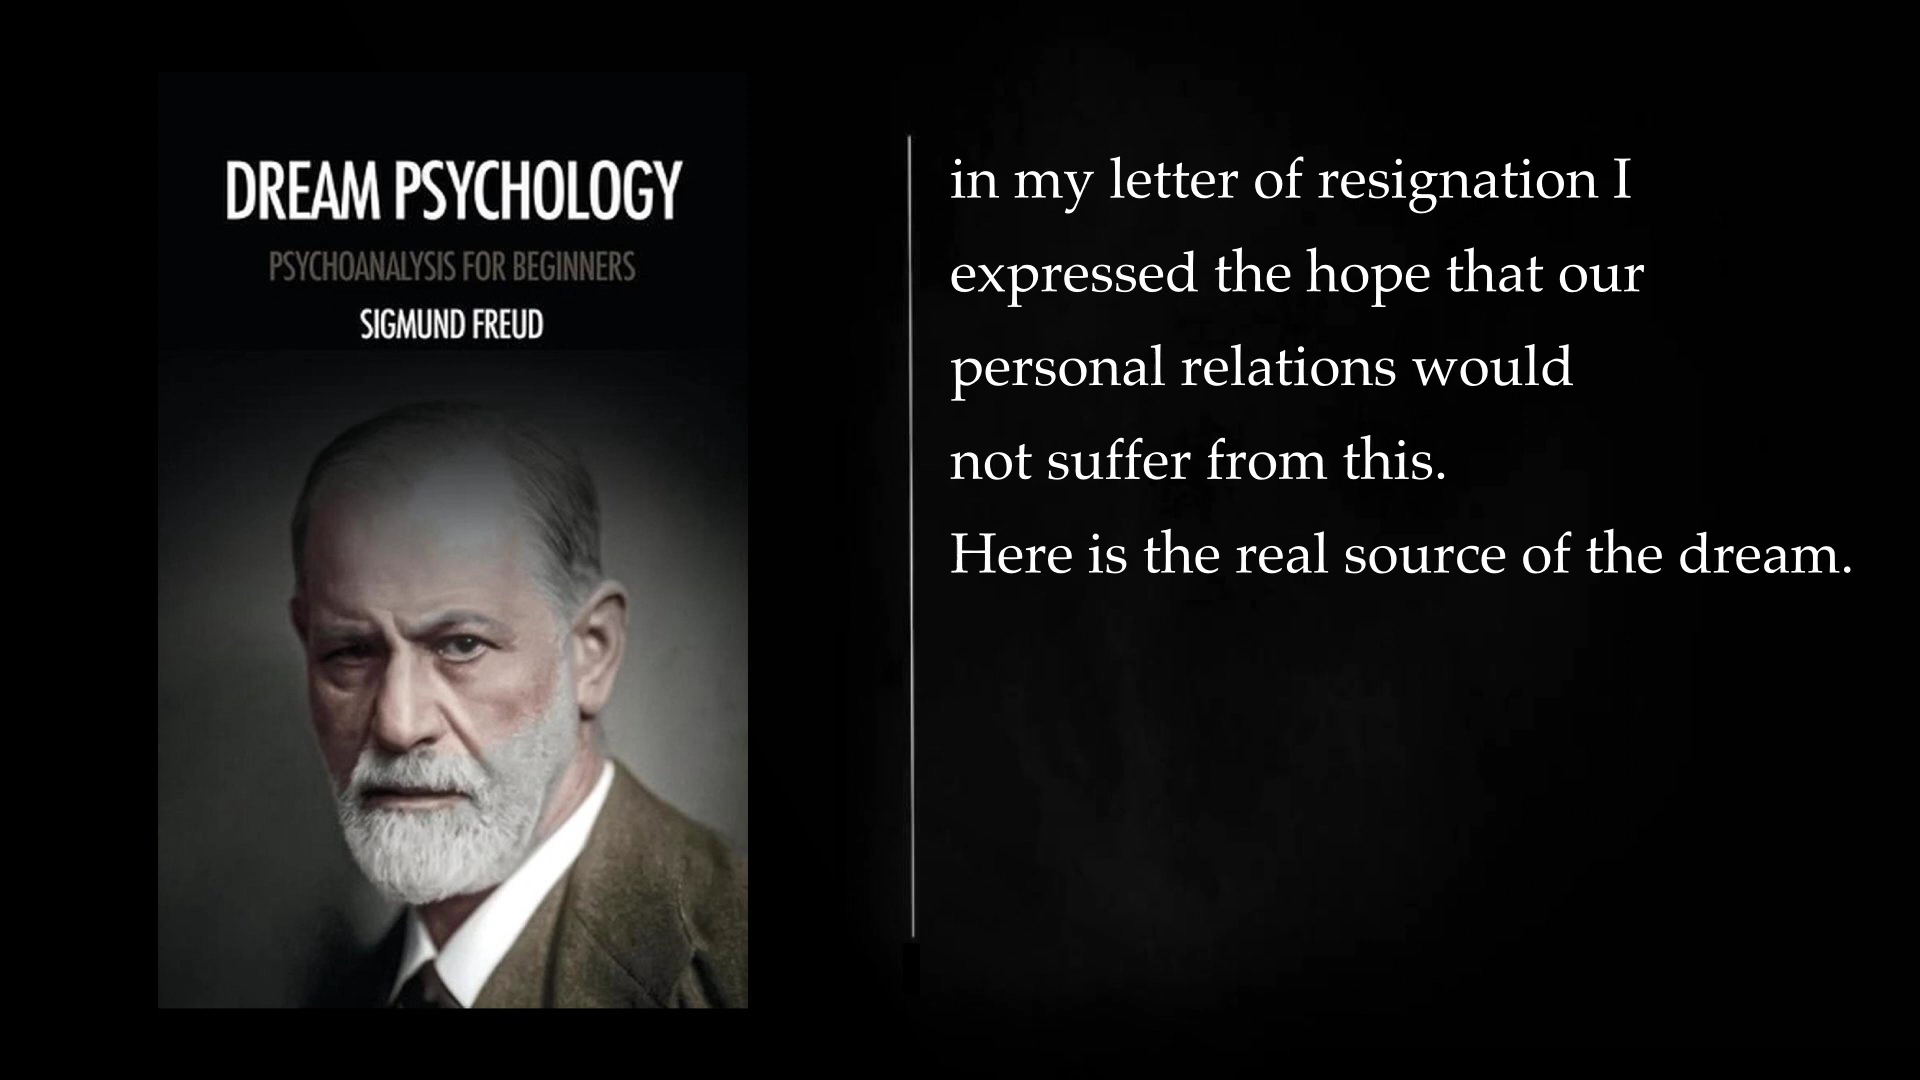 DREAM PSYCHOLOGY
PSYCHOANALYSIS FOR BEGINNERS
SIGMUND FREUD
in my letter of resignation I
expressed the hope that our
personal relations would
not suffer from this.
Here is the real source of the dream.